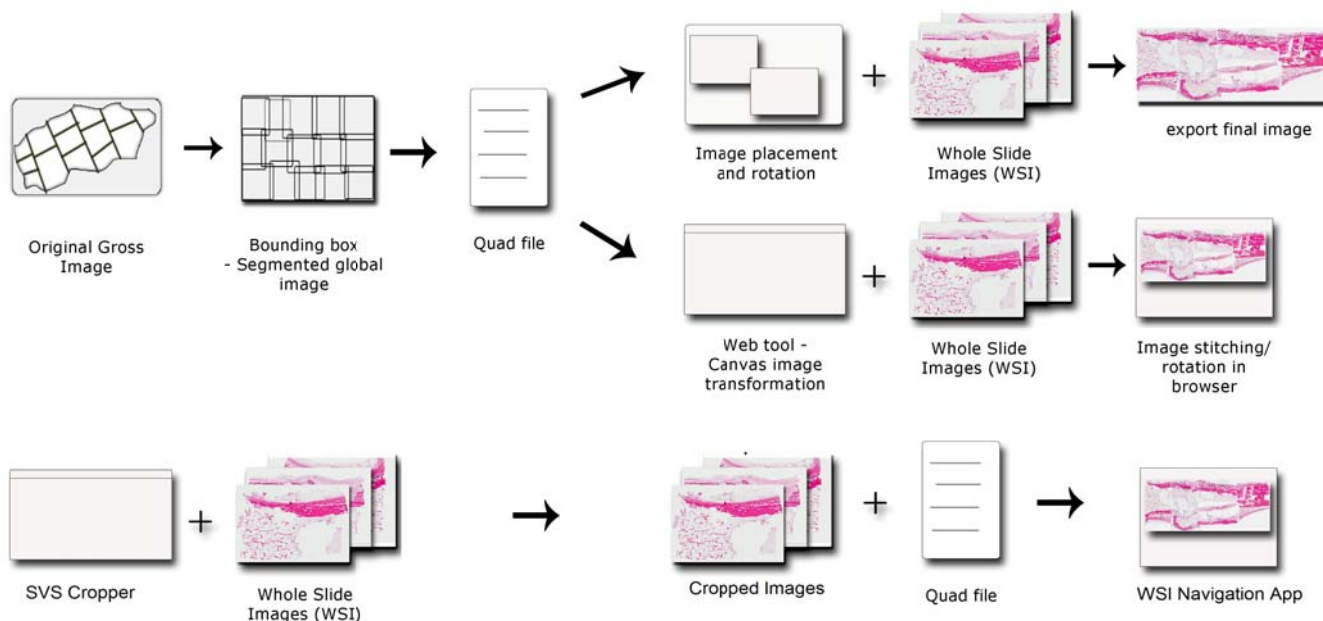 Original Gross
Image
Bounding box
- Segmented global
image
Quad file
Image placement
and rotation
+
Whole Slide
Images (WSI)
export final image
Web tool -
Canvas image
transformation
+
Whole Slide
Images (WSI)
Image stitching/
rotation in
browser
SVS Cropper
+
Whole Slide
Images (WSI)
Cropped Images
+
Quad file
WSI Navigation App